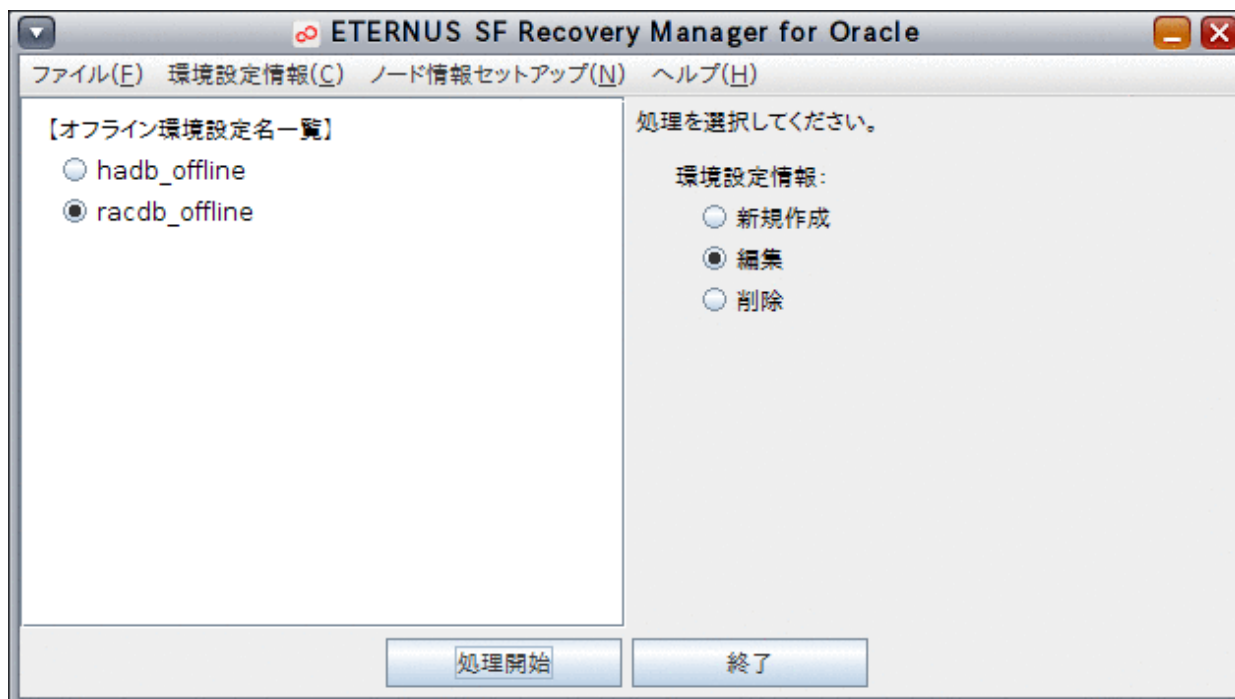 ETERNUS SF Recovery Manager for Oracle
ファイル(F) 環境設定情報(C) ノード情報セットアップ(N) ヘルプ(H)
【オフライン環境設定名一覧】
hadb_offline
racdb_offline
処理を選択してください。
環境設定情報:
新規作成
編集
削除
処理開始 終了